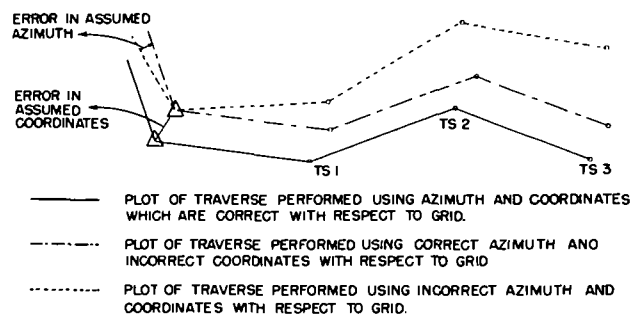 ERROR IN ASSUMED
AZIMUTH
ERROR IN
ASSUMED
COORDINATES
TS 1
TS 2
TS 3
PLOT OF TRAVERSE PERFORMED USING AZIMUTH AND COORDINATES
WHICH ARE CORRECT WITH RESPECT TO GRID.
PLOT OF TRAVERSE PERFORMED USING CORRECT AZIMUTH ANO
INCORRECT COORDINATES WITH RESPECT TO GRID
PLOT OF TRAVERSE PERFORMED USING INCORRECT AZIMUTH AND
COORDINATES WITH RESPECT TO GRID.